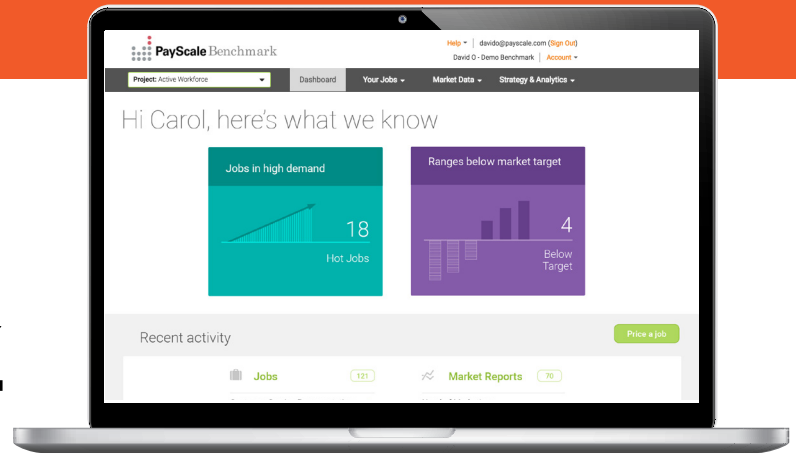 PayScale Benchmark
Help
davido@payscale.com (Sign Out)
David O - Demo Benchmark
Account
Project: Active Workforce
Dashboard
Your Jobs
Market Data
Strategy & Analytics
Hi Carol, here's what we know
Jobs in high demand
18
Hot Jobs
Ranges below market target
4
Below
Target
Recent activity
Price a job
Jobs
121
Market Reports
70